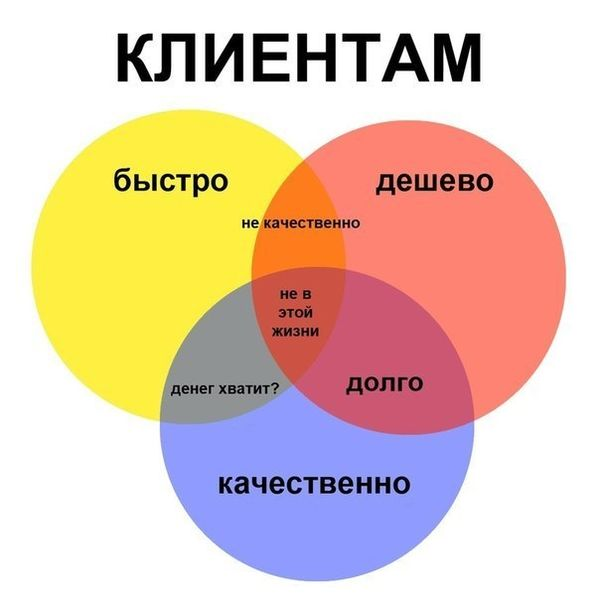 КЛИЕНТАМ
быстро
дешево
не качественно
не в
этой
жизни
денег хватит?
долго
качественно